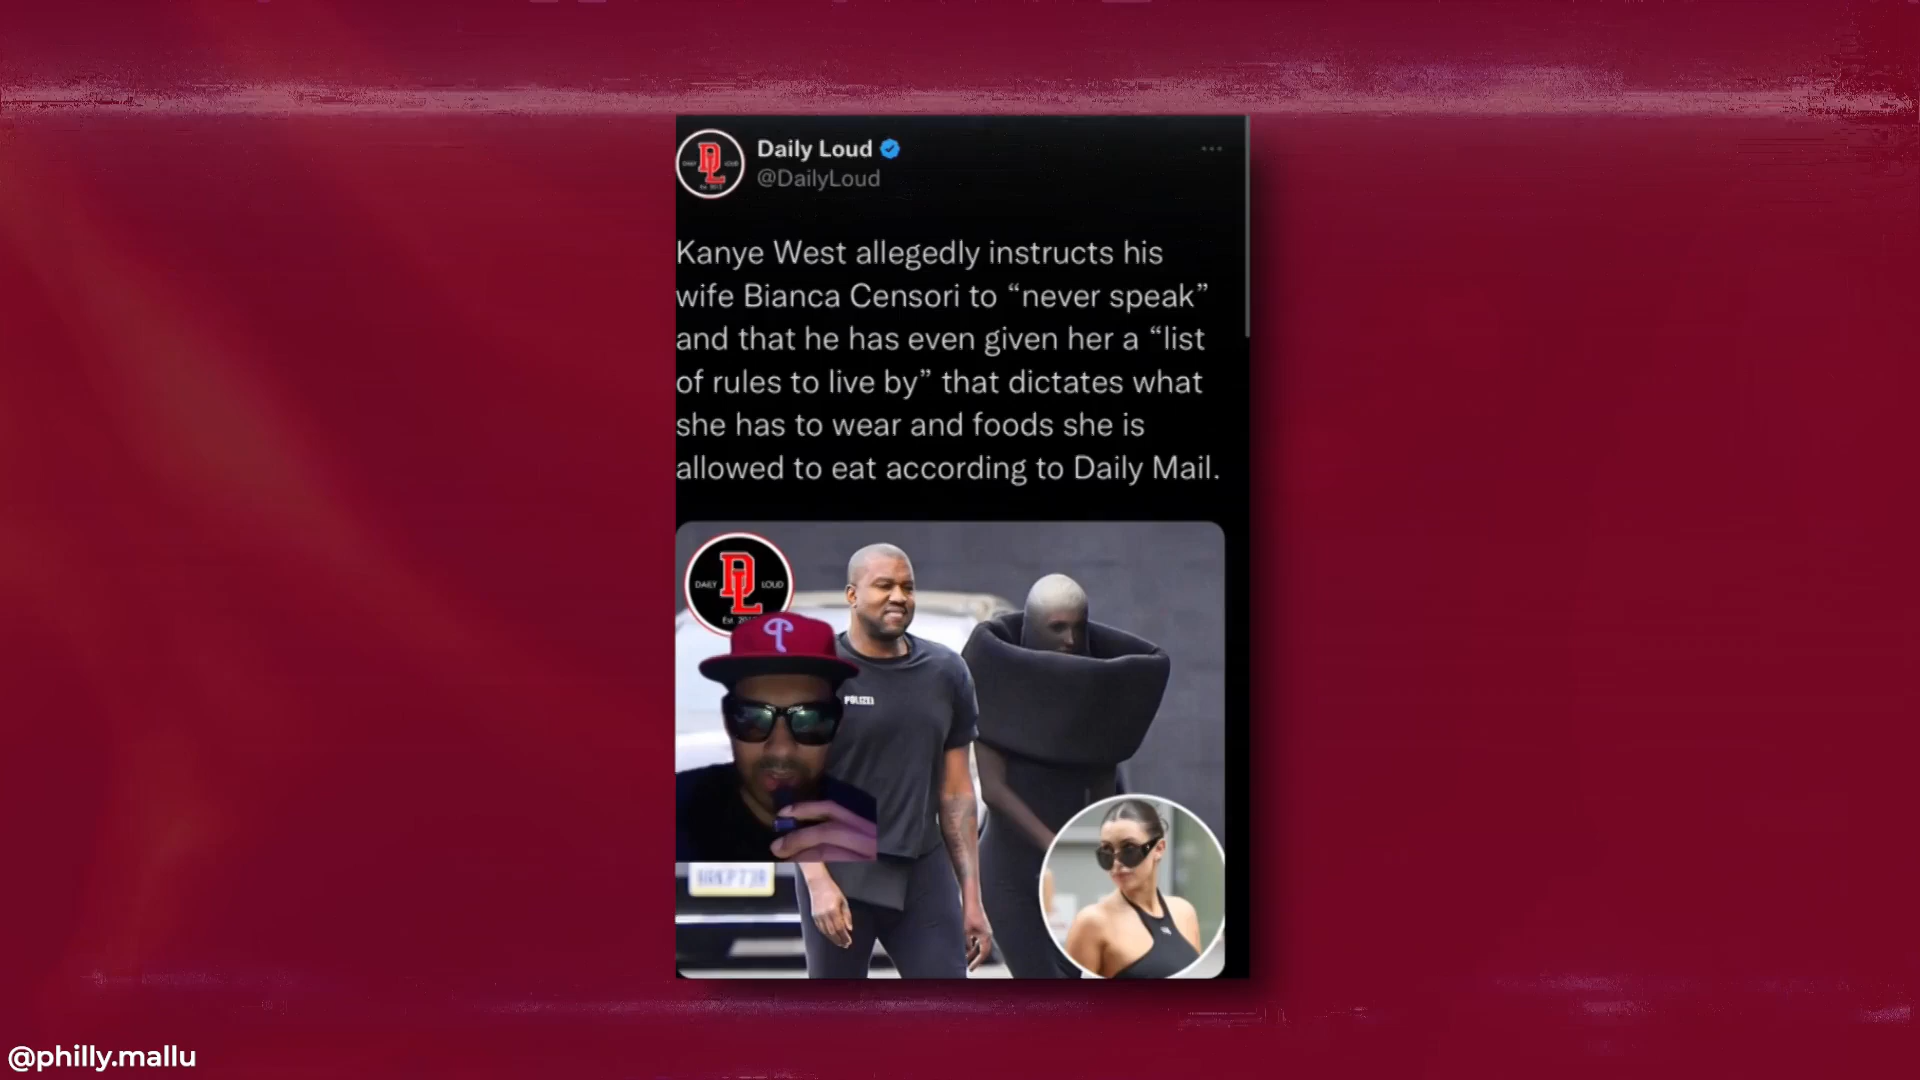 Daily Loud
@DailyLoud
Kanye West allegedly instructs his
wife Bianca Censori to “never speak”
and that he has even given her a “list
of rules to live by” that dictates what
she has to wear and foods she is
allowed to eat according to Daily Mail.
DL
DAILY LOUD
POLIZEI
@philly.mallu